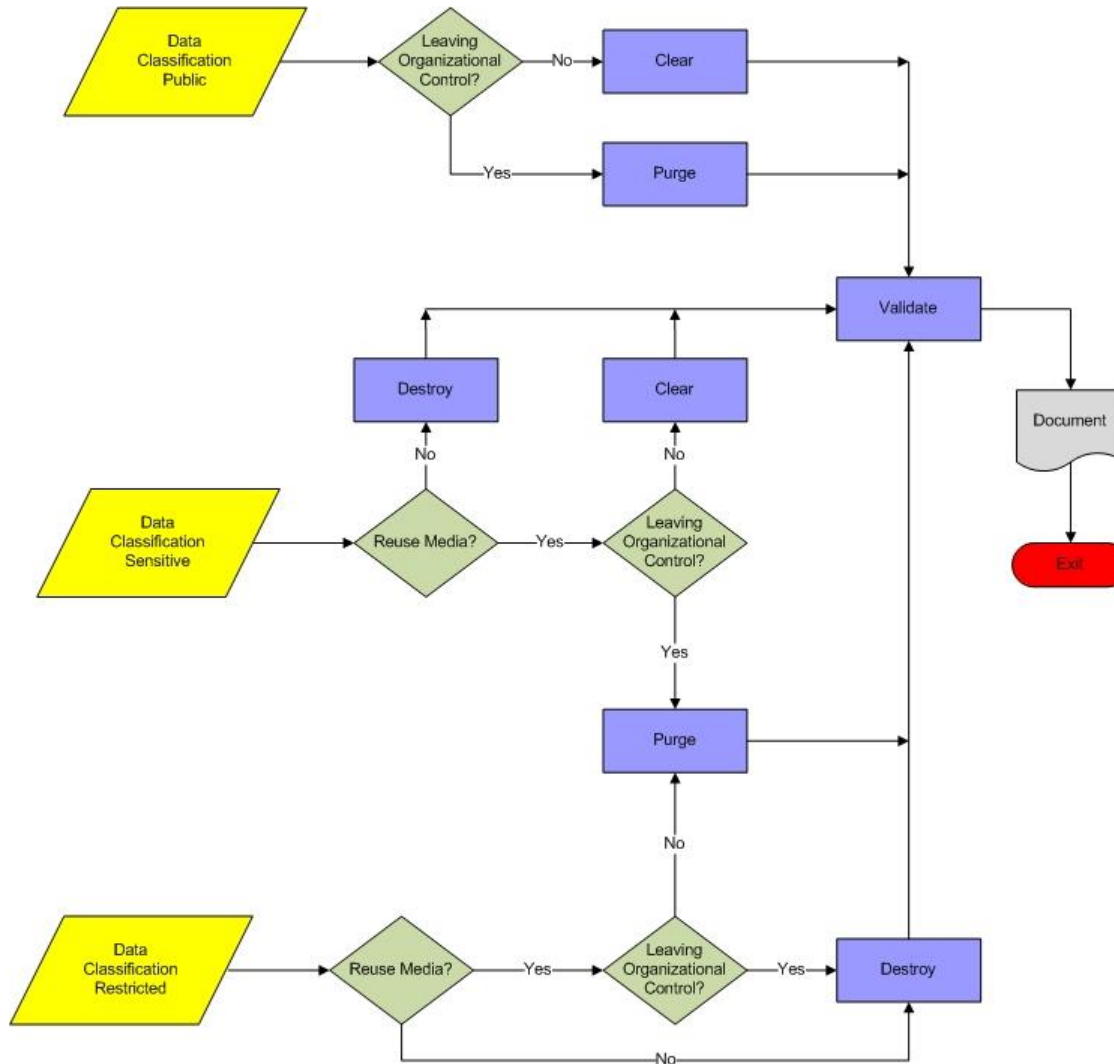 Data
Classification
Public
Leaving
Organizational
Control?
No
Clear
Yes
Purge
Validate
Destroy
Clear
Document
No
No
Data
Classification
Sensitive
Reuse Media?
Yes
Leaving
Organizational
Control?
Exit
Yes
Purge
No
Data
Classification
Restricted
Reuse Media?
Yes
Leaving
Organizational
Control?
Yes
Destroy
No